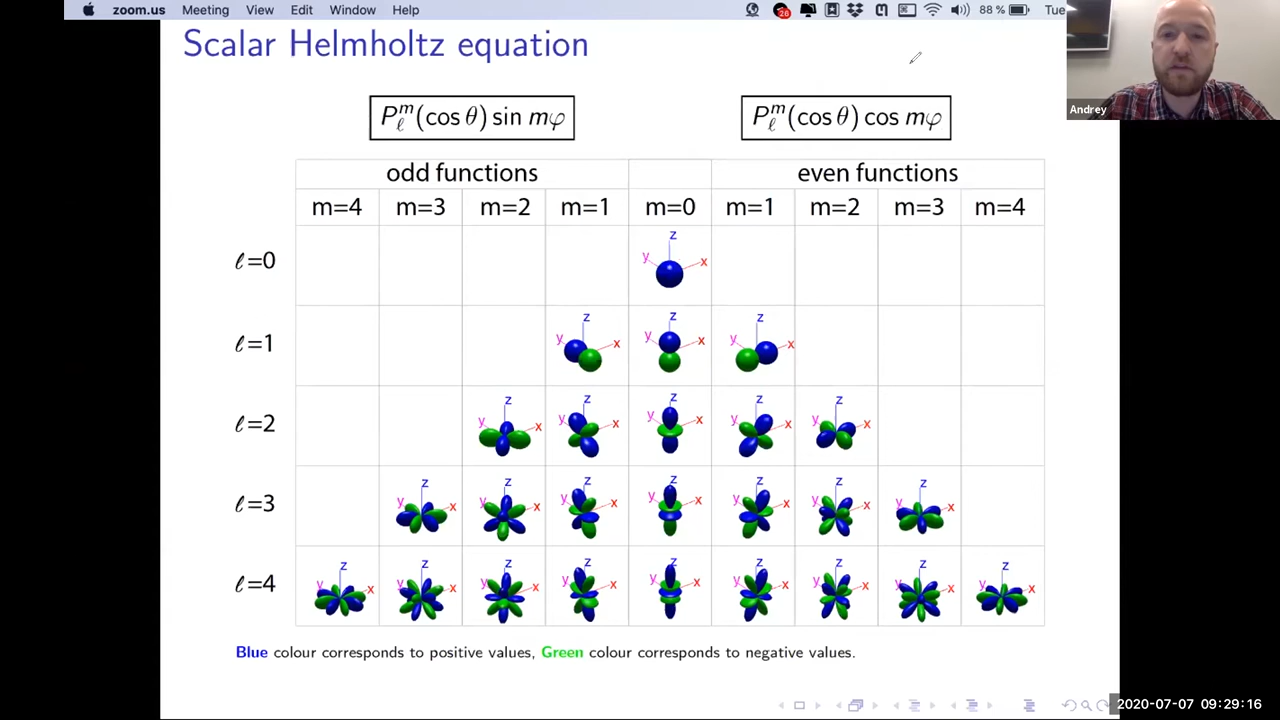 zoom.us Meeting View Edit Window Help 28 88 % Tue
Scalar Helmholtz equation
Andrey
P_ℓ^m(cos θ) sin mφ P_ℓ^m(cos θ) cos mφ
odd functions even functions
m=4 m=3 m=2 m=1 m=0 m=1 m=2 m=3 m=4
ℓ=0 z y x
ℓ=1 z y x z y x z y x
ℓ=2 z y x z y x z y x z y x z y x
ℓ=3 z y x z y x z y x z y x z y x z y x z y x
ℓ=4 z y x z y x z y x z y x z y x z y x z y x z y x z y x
Blue colour corresponds to positive values, Green colour corresponds to negative values.
2020-07-07 09:29:16